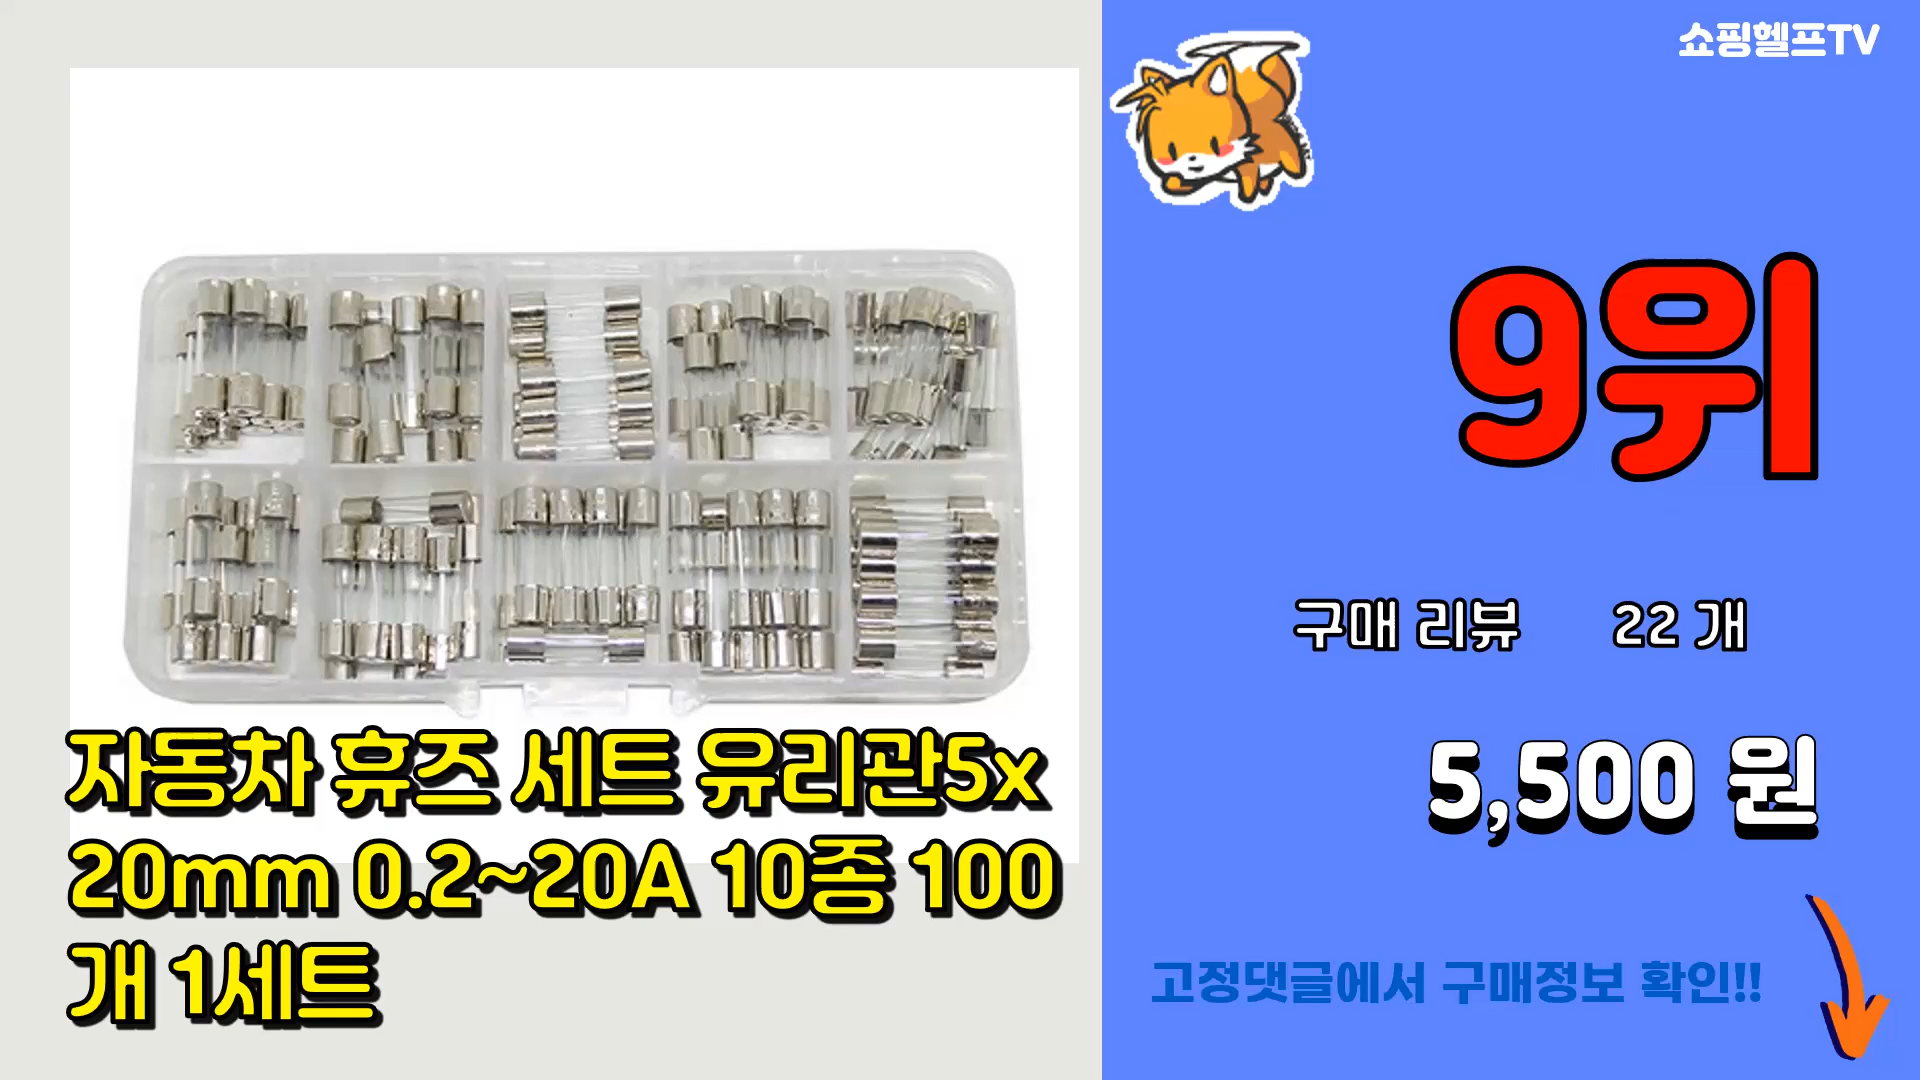 쇼핑헬프TV
9위
구매 리뷰 22 개
5,500 원
자동차 휴즈 세트 유리관5x
20mm 0.2~20A 10종 100
개 1세트
고정댓글에서 구매정보 확인!!